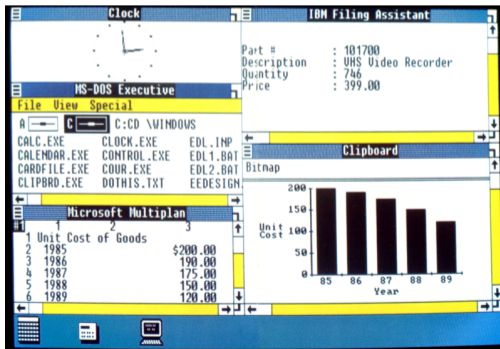 Clock
MS-DOS Executive
File View Special
A C C:CD \WINDOWS
CALC.EXE CLOCK.EXE EDL.INP
CALENDAR.EXE CONTROL.EXE EDL1.BAT
CARDFILE.EXE COUR.EXE EDL2.BAT
CLIPBRD.EXE DOTHIS.TXT EEDESIGN
Microsoft Multiplan
#1 1 2 3
1 Unit Cost of Goods
2 1985 $200.00
3 1986 190.00
4 1987 175.00
5 1988 150.00
6 1989 120.00
IBM Filing Assistant
Part # : 101700
Description : VHS Video Recorder
Quantity : 746
Price : 399.00
Clipboard
Bitmap
200
150
Unit
Cost 100
50
0
85 86 87 88 89
Year